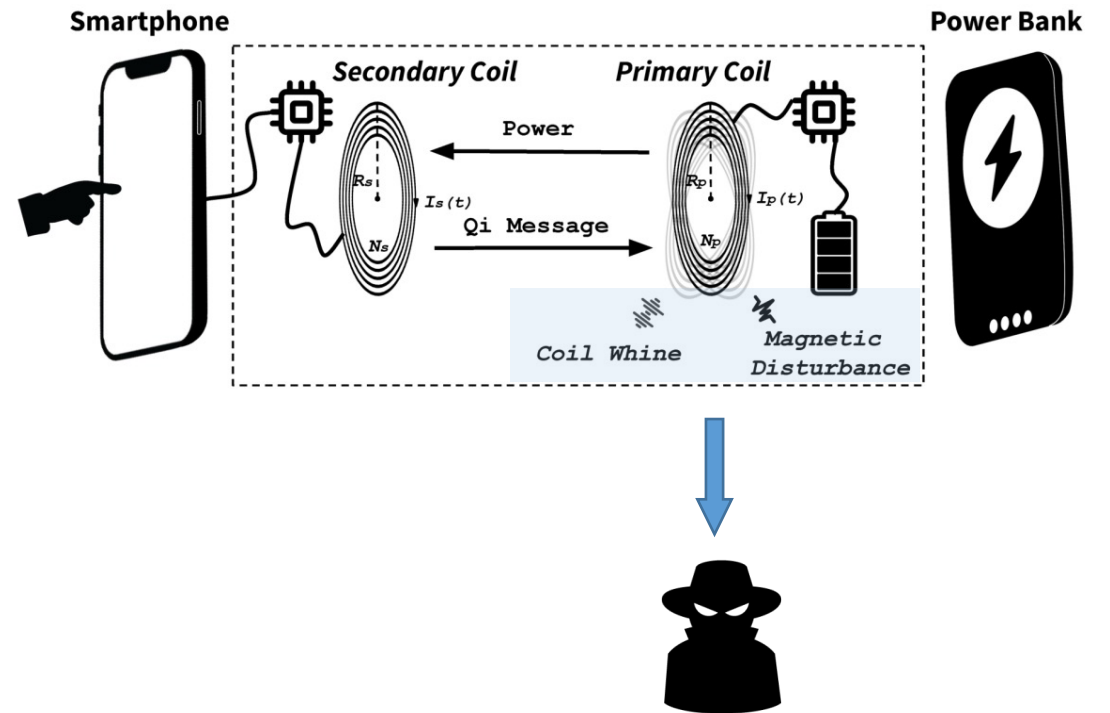 Smartphone
Power Bank
Secondary Coil
Primary Coil
Power
Rs
Is(t)
Rp
Ip(t)
Qi Message
Ns
Np
Coil Whine
Magnetic
Disturbance